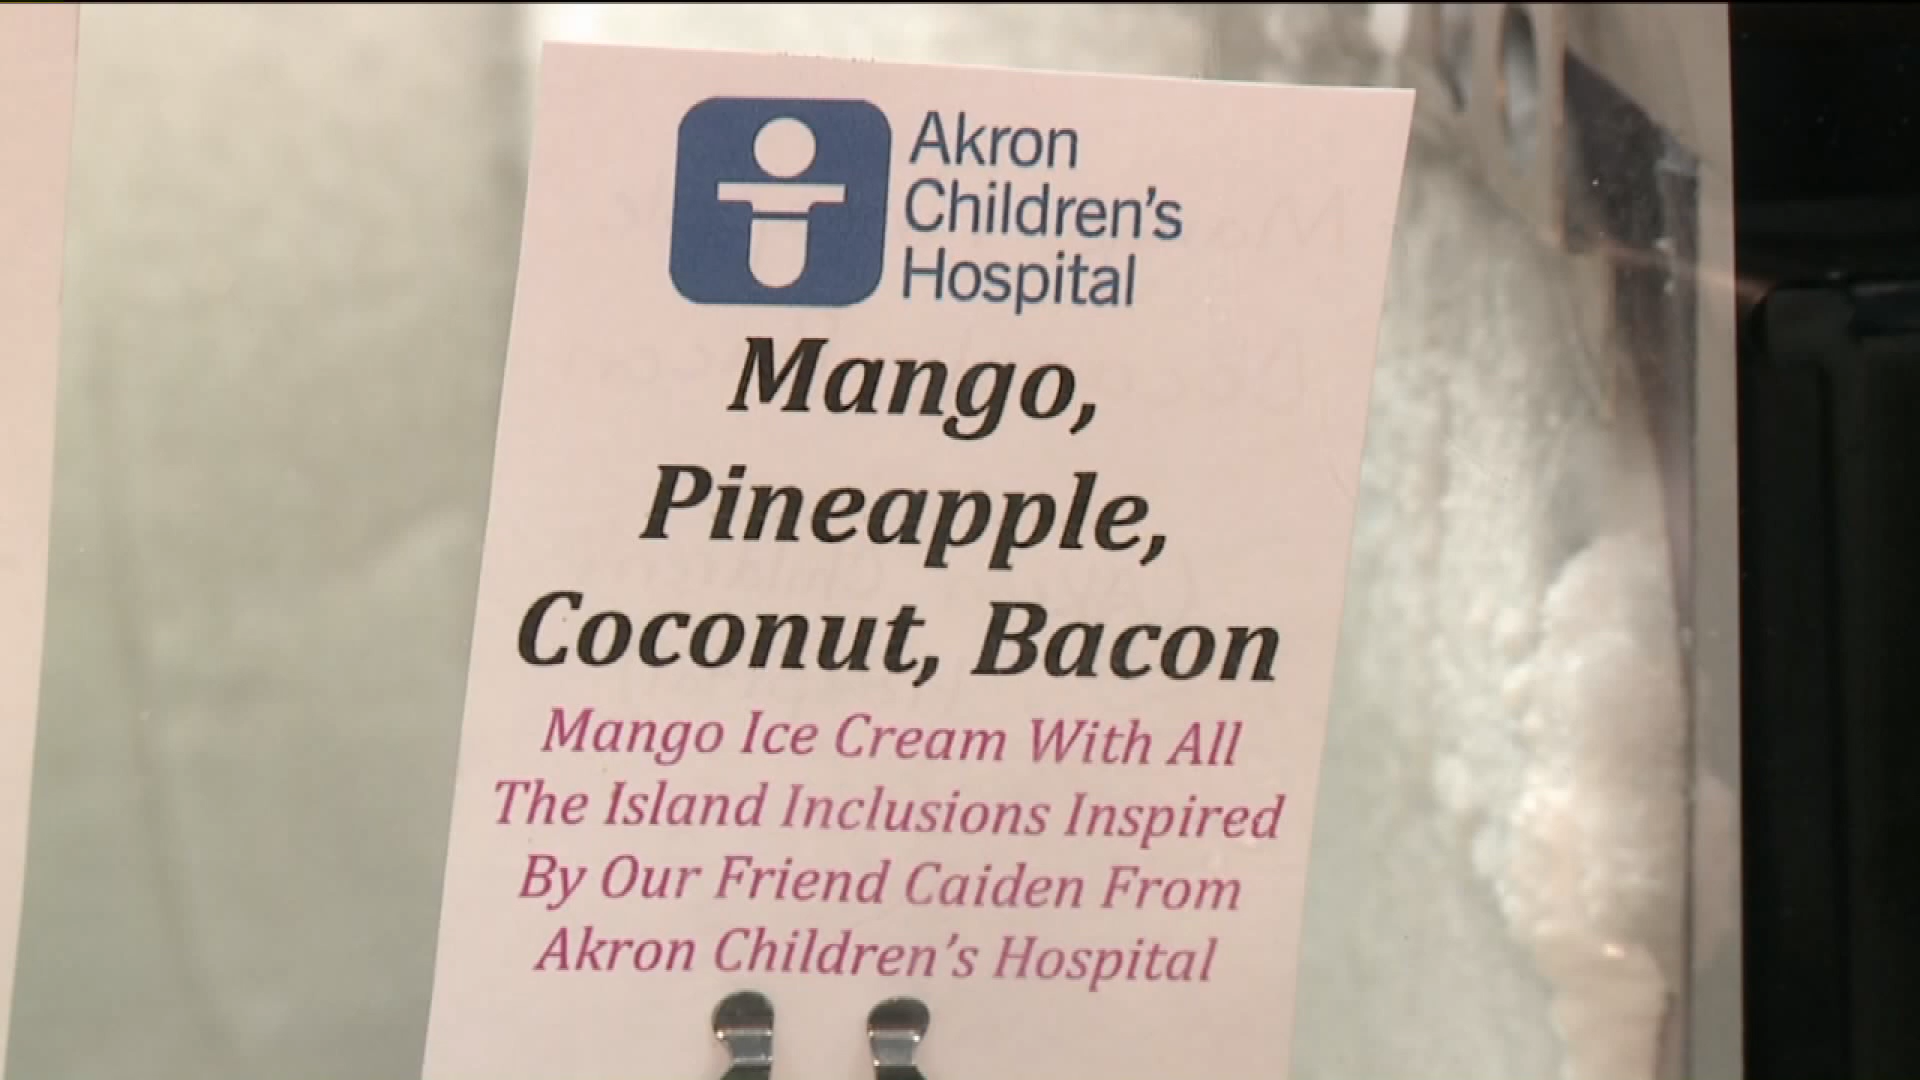 Akron
Children's
Hospital
Mango,
Pineapple,
Coconut, Bacon
Mango Ice Cream With All
The Island Inclusions Inspired
By Our Friend Caiden From
Akron Children's Hospital